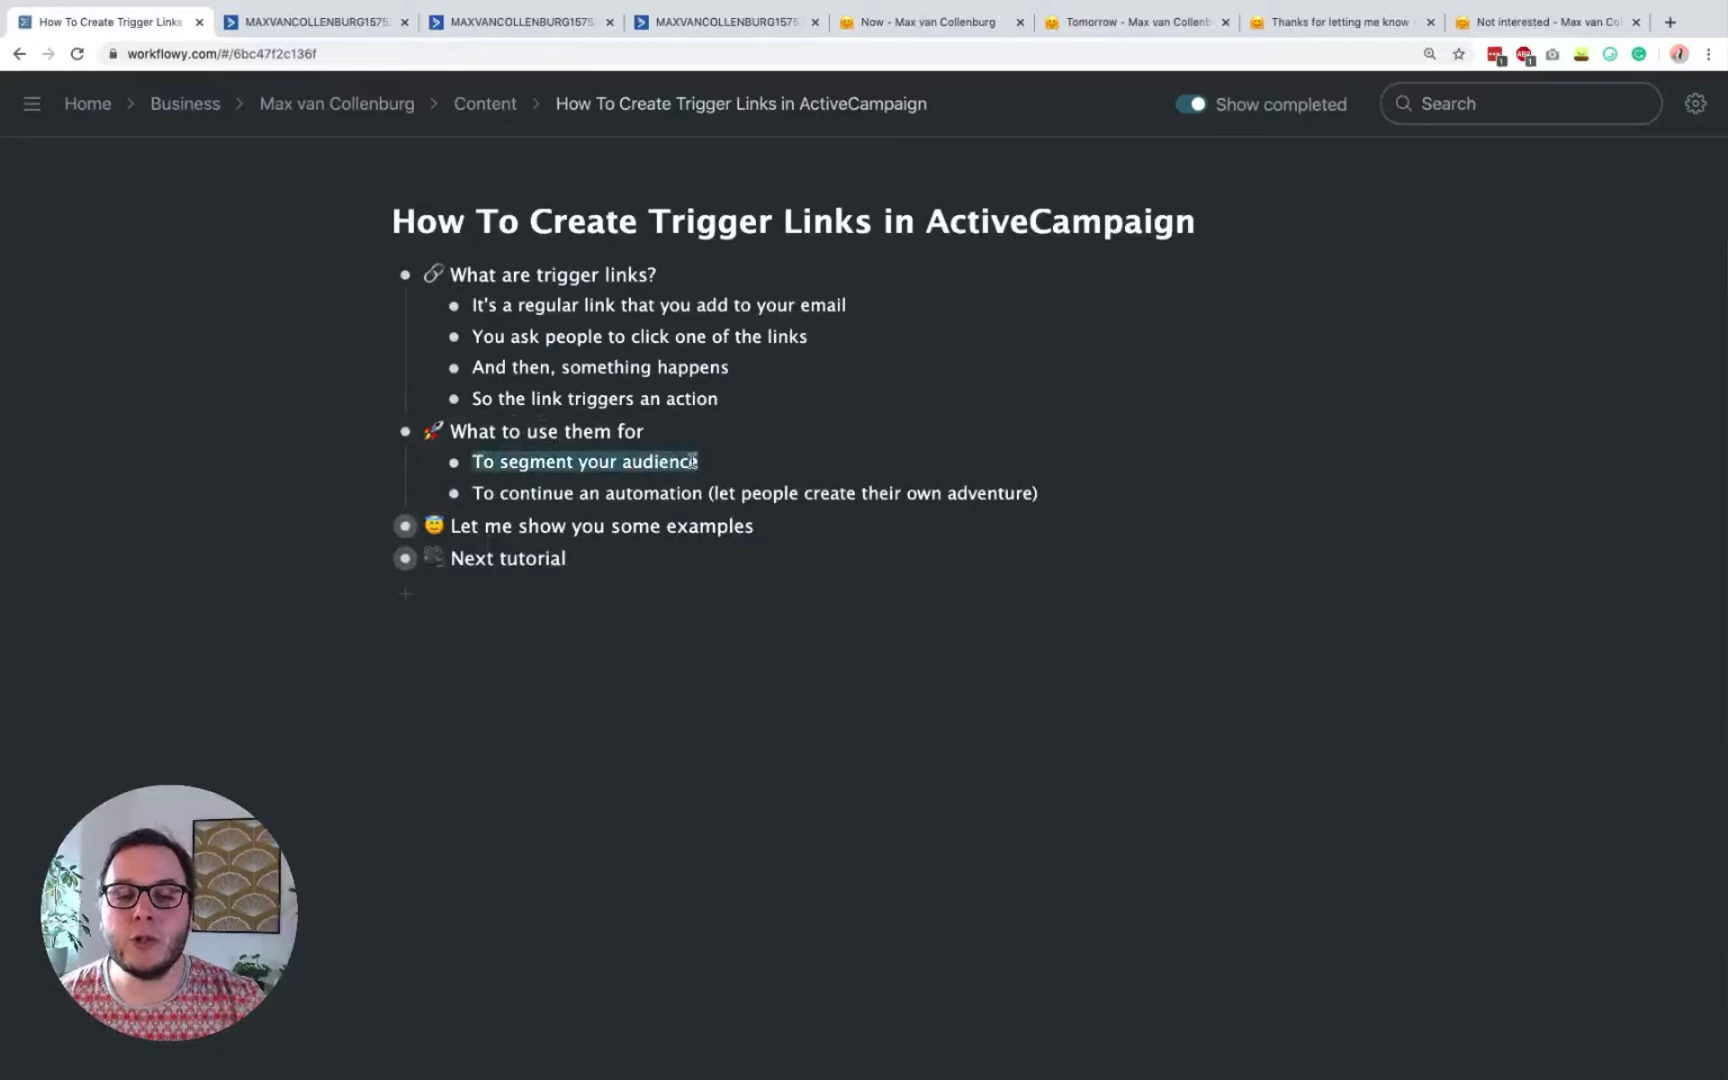 How To Create Trigger Links
MAXVANCOLLENBURG1575
MAXVANCOLLENBURG1575
MAXVANCOLLENBURG1575
Now - Max van Collenburg
Tomorrow - Max van Collenb
Thanks for letting me know
Not interested - Max van Co
workflowy.com/#/6bc47f2c136f
Home > Business > Max van Collenburg > Content > How To Create Trigger Links in ActiveCampaign
Show completed
Search
How To Create Trigger Links in ActiveCampaign
What are trigger links?
It's a regular link that you add to your email
You ask people to click one of the links
And then, something happens
So the link triggers an action
What to use them for
To segment your audience
To continue an automation (let people create their own adventure)
Let me show you some examples
Next tutorial